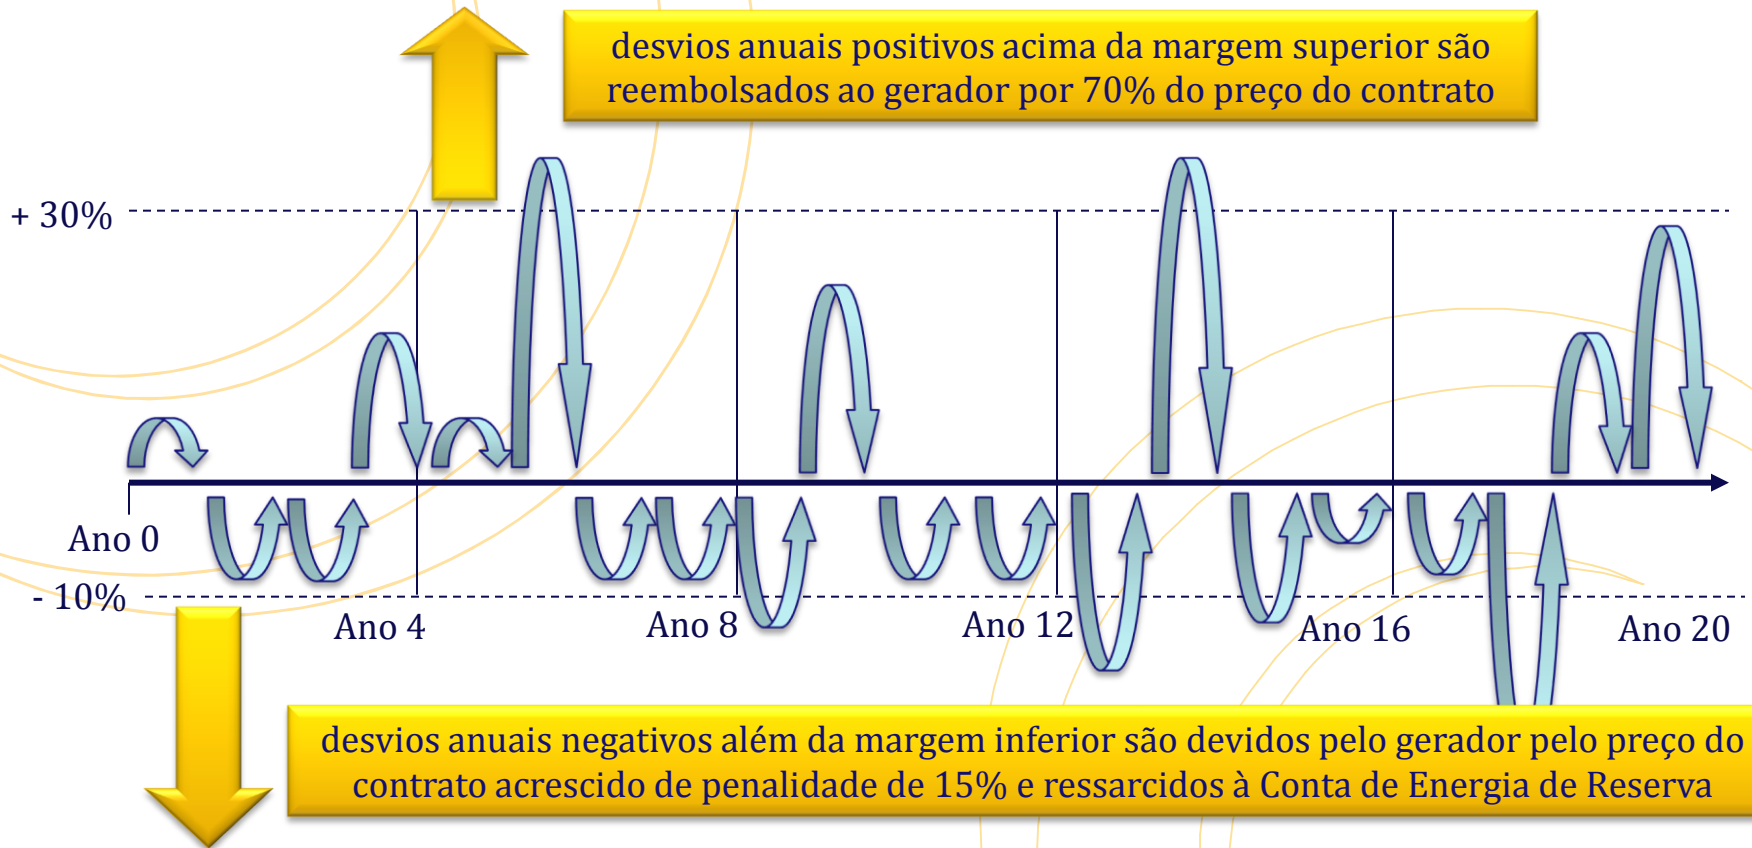 desvios anuais positivos acima da margem superior são
reembolsados ao gerador por 70% do preço do contrato
+ 30%
Ano 0
- 10%
Ano 4
Ano 8
Ano 12
Ano 16
Ano 20
desvios anuais negativos além da margem inferior são devidos pelo gerador pelo preço do
contrato acrescido de penalidade de 15% e ressarcidos à Conta de Energia de Reserva